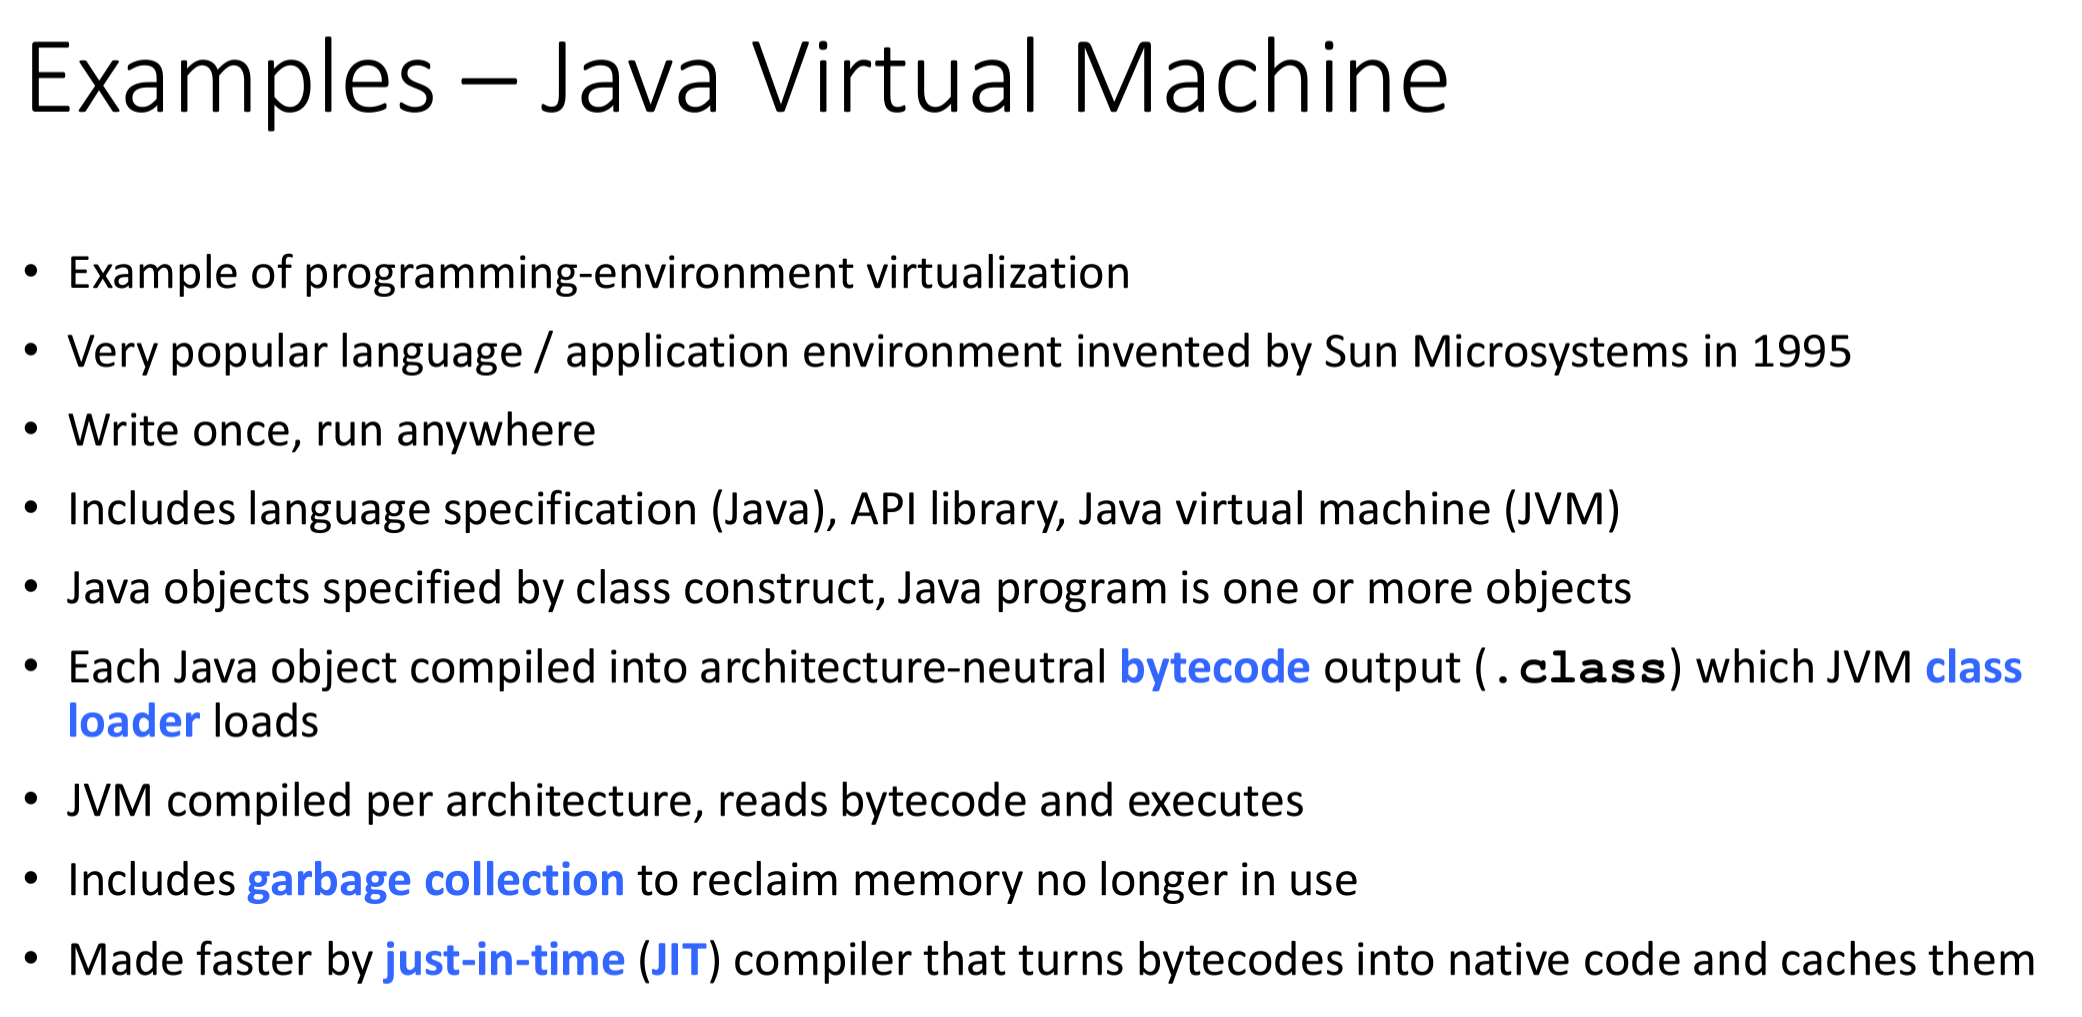 Examples – Java Virtual Machine
• Example of programming-environment virtualization
• Very popular language / application environment invented by Sun Microsystems in 1995
• Write once, run anywhere
• Includes language specification (Java), API library, Java virtual machine (JVM)
• Java objects specified by class construct, Java program is one or more objects
• Each Java object compiled into architecture-neutral bytecode output (.class) which JVM class
loader loads
• JVM compiled per architecture, reads bytecode and executes
• Includes garbage collection to reclaim memory no longer in use
• Made faster by just-in-time (JIT) compiler that turns bytecodes into native code and caches them